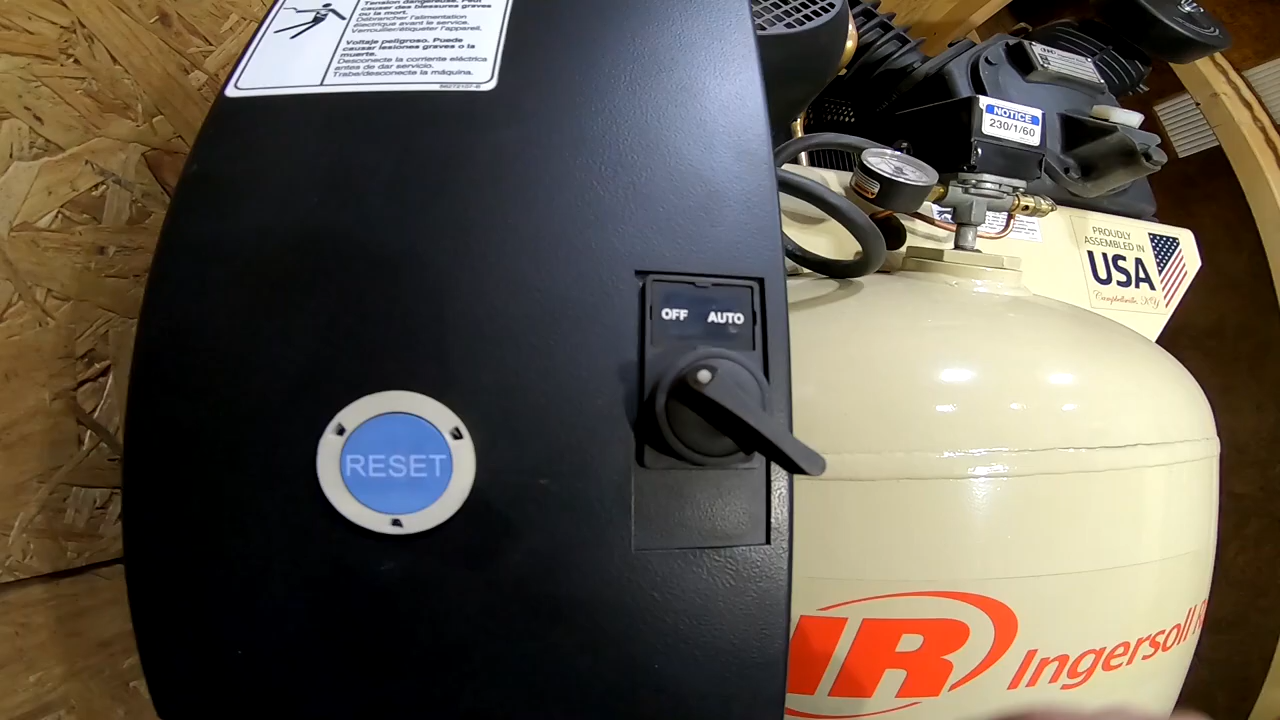 Tension dangereuse. Peut
causer des blessures graves
ou la mort.
Débrancher l'alimentation
électrique avant le service.
Verrouiller/étiqueter l'appareil.
Voltaje peligroso. Puede
causar lesiones graves o la
muerte.
Desconecte la corriente eléctrica
antes de dar servicio.
Trabe/desconecte la máquina.
NOTICE
230/1/60
PROUDLY
ASSEMBLED IN
USA
Campbellsville, KY
OFF AUTO
RESET
IR Ingersoll R